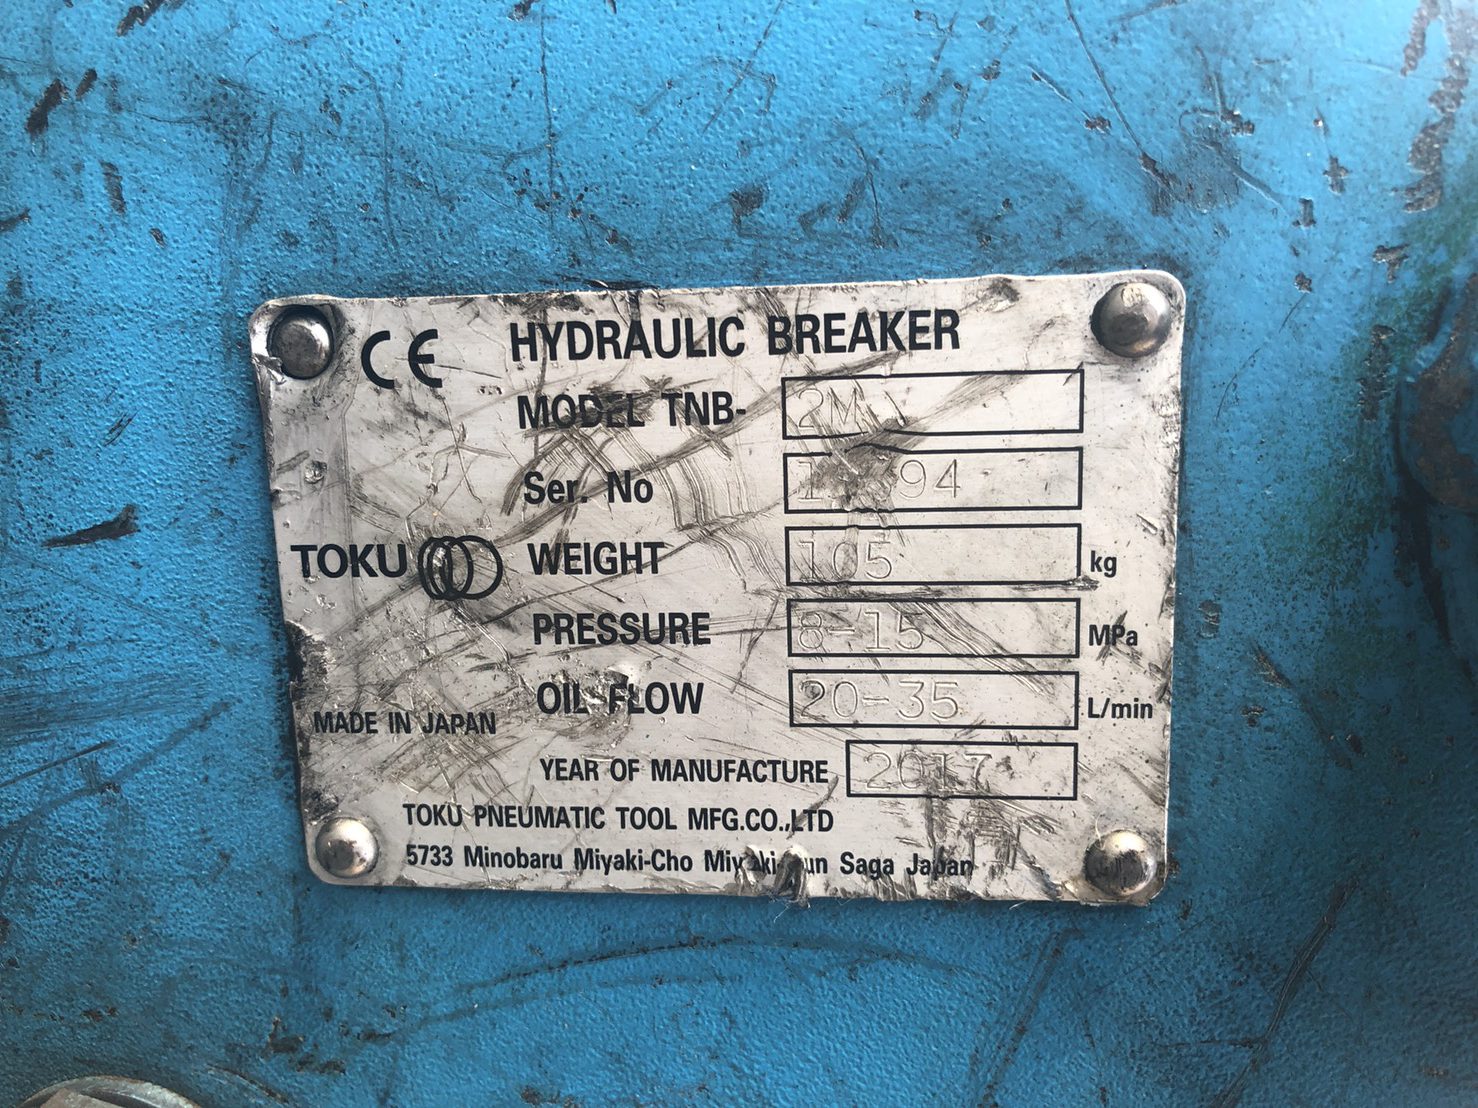 CE HYDRAULIC BREAKER
MODEL TNB-
Ser. No
WEIGHT 105 kg
TOKU
PRESSURE 8-15 MPa
OIL FLOW 20-35 L/min
MADE IN JAPAN
YEAR OF MANUFACTURE 2017
TOKU PNEUMATIC TOOL MFG.CO.,LTD
5733 Minobaru Miyaki-Cho Saga Japan